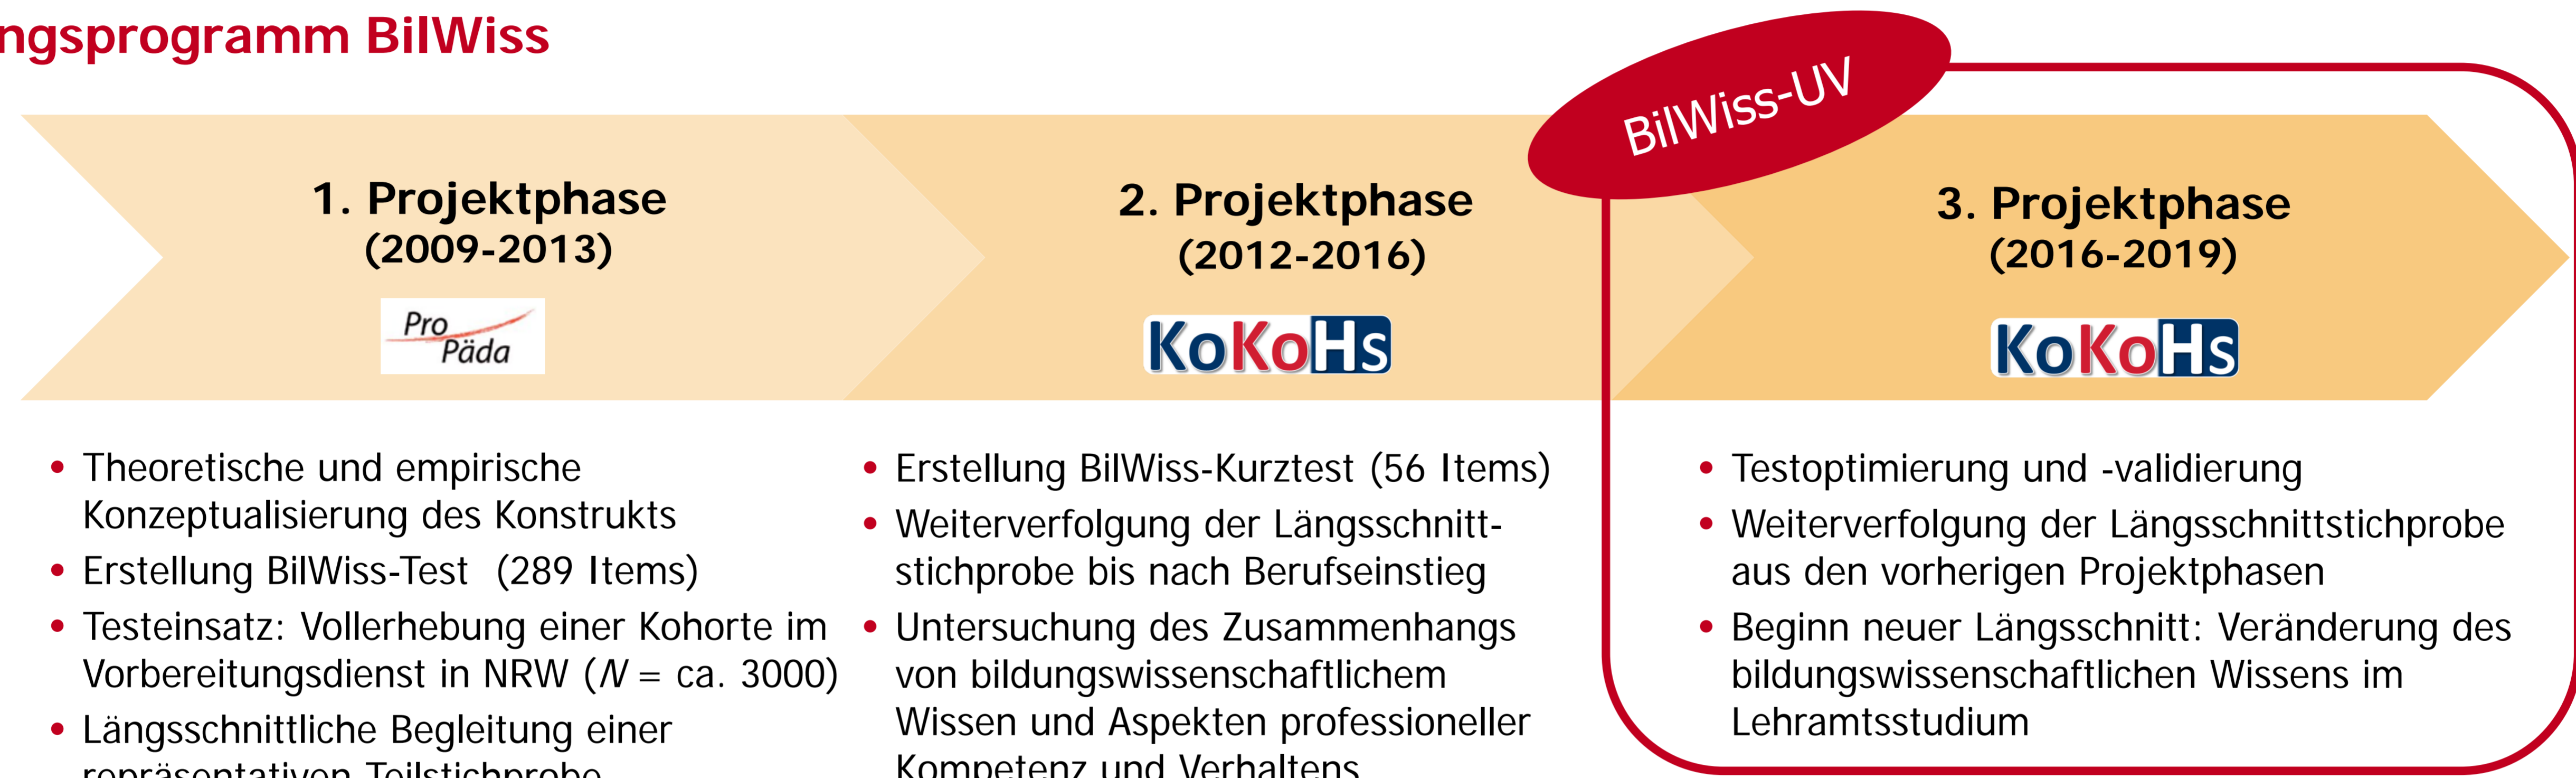 ngsprogramm BilWiss
BilWiss-UV
1. Projektphase
(2009-2013)
Pro
Päda
2. Projektphase
(2012-2016)
KoKoHs
3. Projektphase
(2016-2019)
KoKoHs
• Theoretische und empirische
Konzeptualisierung des Konstrukts
• Erstellung BilWiss-Test (289 Items)
• Testeinsatz: Vollerhebung einer Kohorte im
Vorbereitungsdienst in NRW (N = ca. 3000)
• Längsschnittliche Begleitung einer
repräsentativen Teilstichprobe
• Erstellung BilWiss-Kurztest (56 Items)
• Weiterverfolgung der Längsschnitt-
stichprobe bis nach Berufseinstieg
• Untersuchung des Zusammenhangs
von bildungswissenschaftlichem
Wissen und Aspekten professioneller
Kompetenz und Verhaltens
• Testoptimierung und -validierung
• Weiterverfolgung der Längsschnittstichprobe
aus den vorherigen Projektphasen
• Beginn neuer Längsschnitt: Veränderung des
bildungswissenschaftlichen Wissens im
Lehramtsstudium